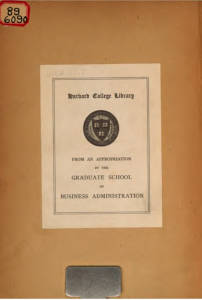 89
6090
Harvard College Library
FROM AN APPROPRIATION
BY THE
GRADUATE SCHOOL
OF
BUSINESS ADMINISTRATION